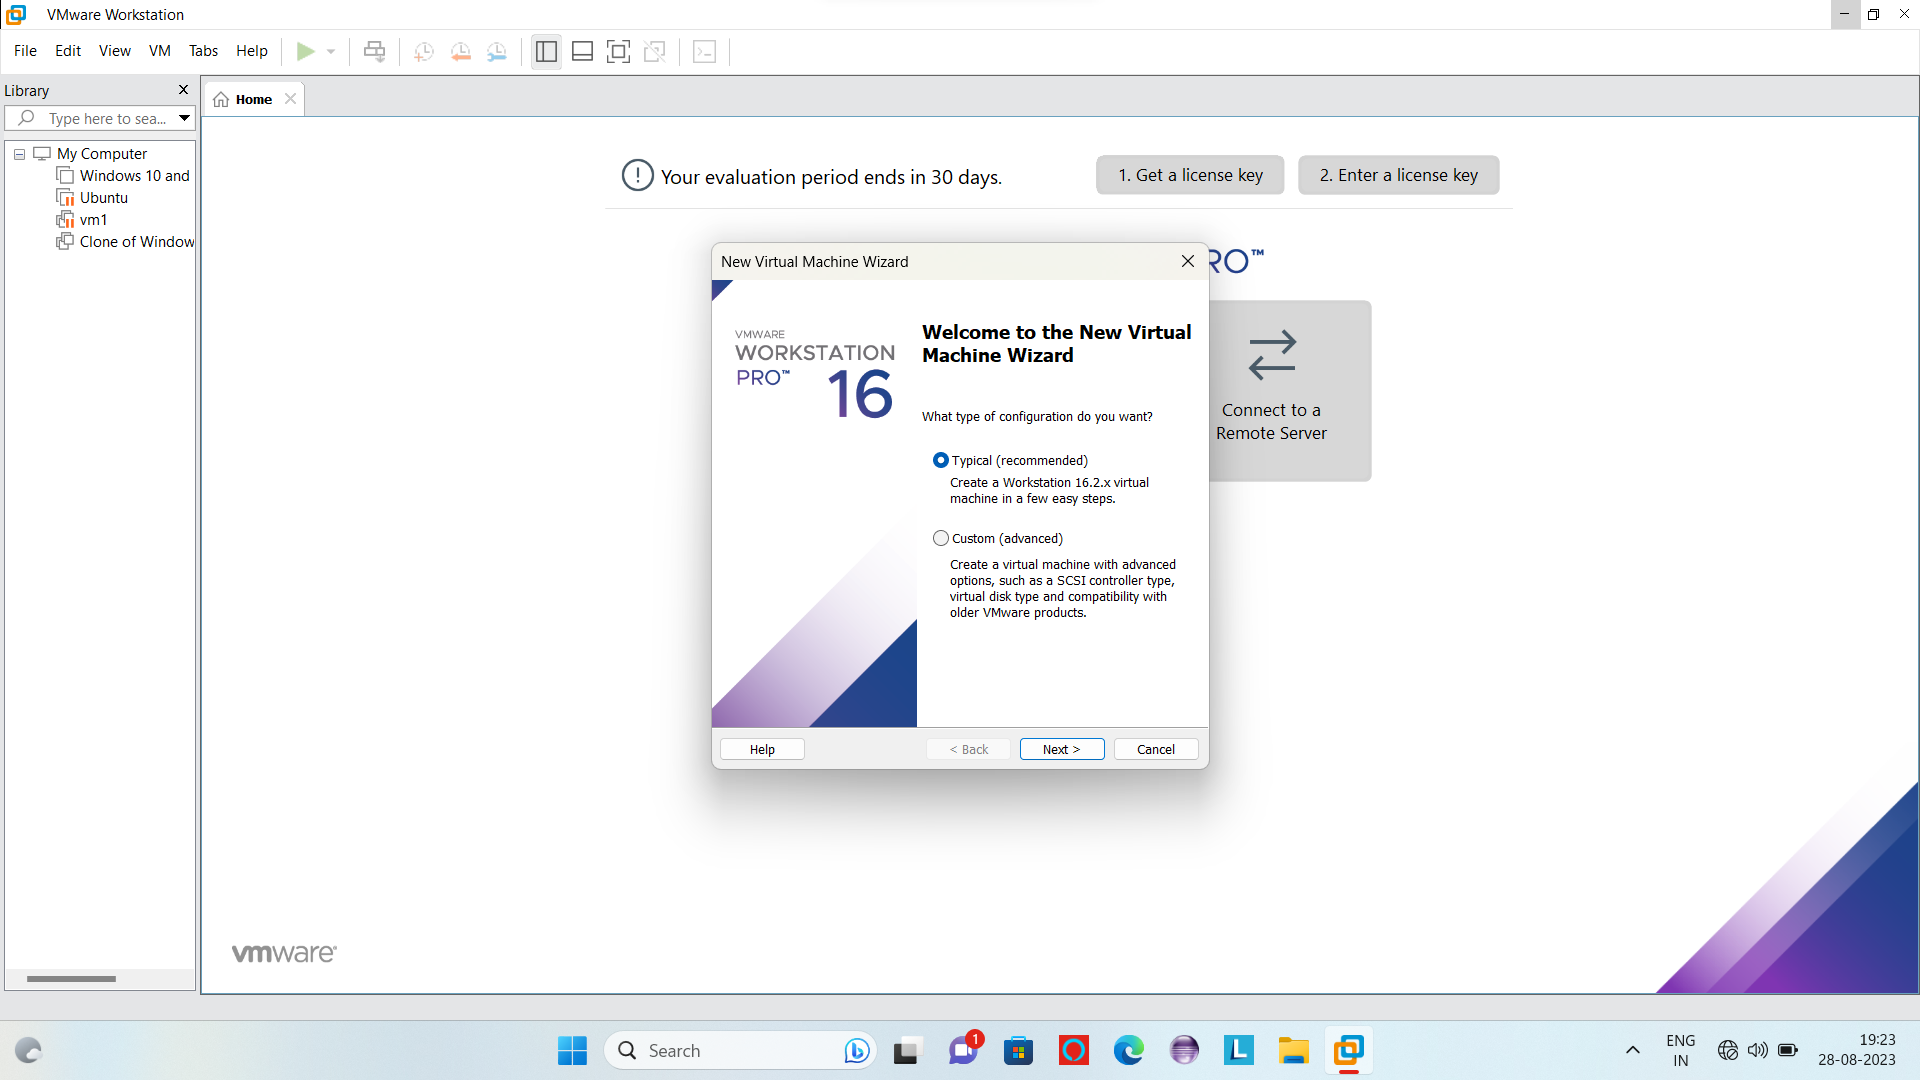 VMware Workstation
File Edit View VM Tabs Help
Library
Type here to sea...
My Computer
Windows 10 and
Ubuntu
vm1
Clone of Window
Home
Your evaluation period ends in 30 days.
1. Get a license key
2. Enter a license key
RO™
Connect to a
Remote Server
New Virtual Machine Wizard
VMWARE
WORKSTATION
PRO™ 16
Welcome to the New Virtual
Machine Wizard
What type of configuration do you want?
Typical (recommended)
Create a Workstation 16.2.x virtual
machine in a few easy steps.
Custom (advanced)
Create a virtual machine with advanced
options, such as a SCSI controller type,
virtual disk type and compatibility with
older VMware products.
Help < Back Next > Cancel
vmware®
Search
1
L
ENG
IN
19:23
28-08-2023